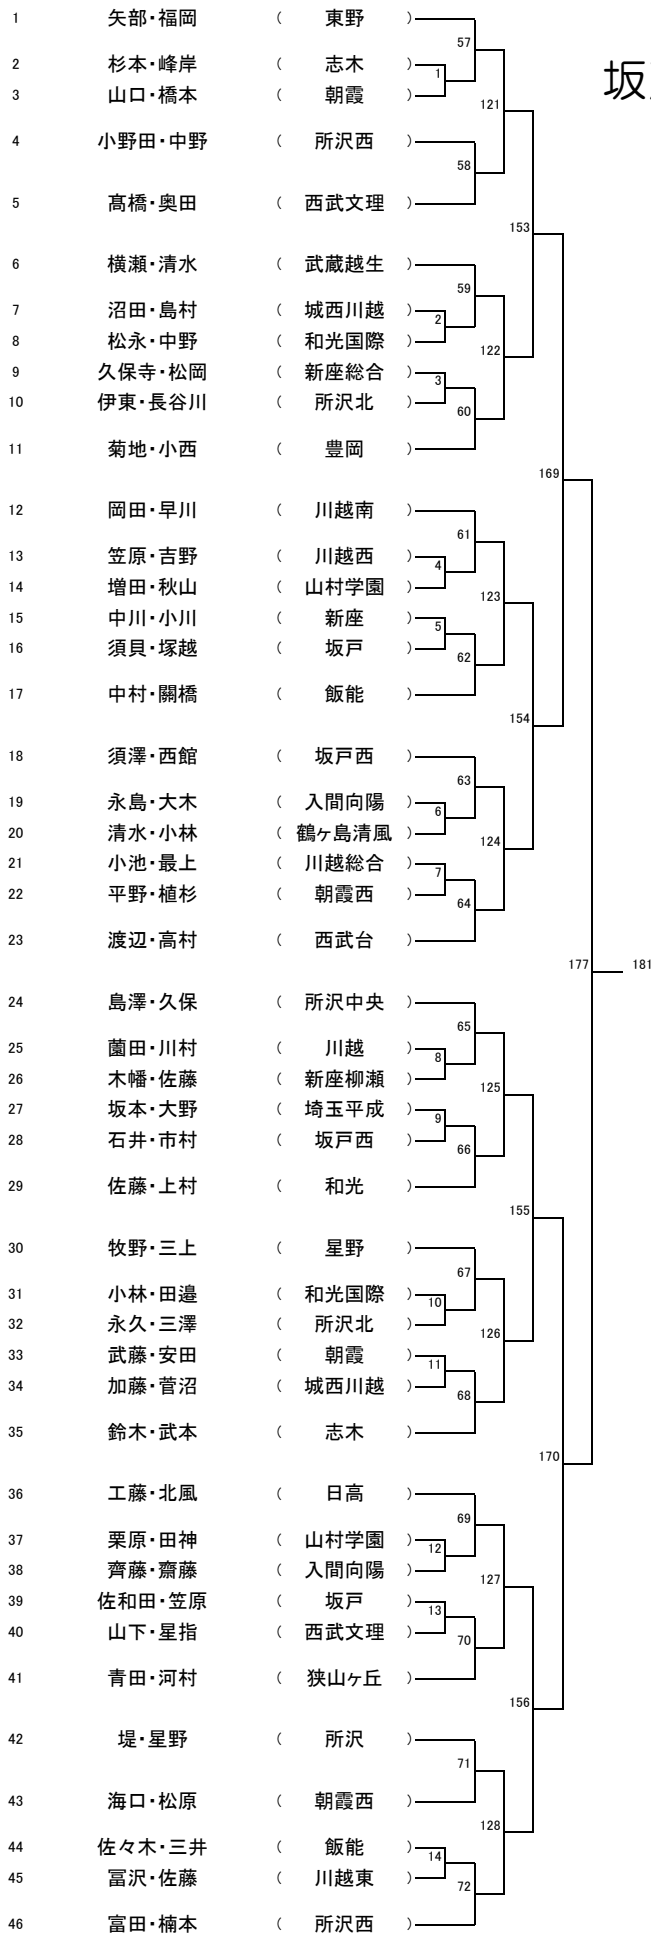 1 矢部・福岡 ( 東野 )
57
2 杉本・峰岸 ( 志木 )
1
坂
3 山口・橋本 ( 朝霞 )
121
4 小野田・中野 ( 所沢西 )
58
5 髙橋・奥田 ( 西武文理 )
153
6 横瀬・清水 ( 武蔵越生 )
59
7 沼田・島村 ( 城西川越 )
2
8 松永・中野 ( 和光国際 )
122
9 久保寺・松岡 ( 新座総合 )
3
10 伊東・長谷川 ( 所沢北 )
60
11 菊地・小西 ( 豊岡 )
169
12 岡田・早川 ( 川越南 )
61
13 笠原・吉野 ( 川越西 )
4
14 増田・秋山 ( 山村学園 )
123
15 中川・小川 ( 新座 )
5
16 須貝・塚越 ( 坂戸 )
62
17 中村・關橋 ( 飯能 )
154
18 須澤・西館 ( 坂戸西 )
63
19 永島・大木 ( 入間向陽 )
6
20 清水・小林 ( 鶴ヶ島清風 )
124
21 小池・最上 ( 川越総合 )
7
22 平野・植杉 ( 朝霞西 )
64
23 渡辺・高村 ( 西武台 )
177 181
24 島澤・久保 ( 所沢中央 )
65
25 薗田・川村 ( 川越 )
8
26 木幡・佐藤 ( 新座柳瀬 )
125
27 坂本・大野 ( 埼玉平成 )
9
28 石井・市村 ( 坂戸西 )
66
29 佐藤・上村 ( 和光 )
155
30 牧野・三上 ( 星野 )
67
31 小林・田邉 ( 和光国際 )
10
32 永久・三澤 ( 所沢北 )
126
33 武藤・安田 ( 朝霞 )
11
34 加藤・菅沼 ( 城西川越 )
68
35 鈴木・武本 ( 志木 )
170
36 工藤・北風 ( 日高 )
69
37 栗原・田神 ( 山村学園 )
12
38 齊藤・齋藤 ( 入間向陽 )
127
39 佐和田・笠原 ( 坂戸 )
13
40 山下・星指 ( 西武文理 )
70
41 青田・河村 ( 狭山ヶ丘 )
156
42 堤・星野 ( 所沢 )
71
43 海口・松原 ( 朝霞西 )
128
44 佐々木・三井 ( 飯能 )
14
45 冨沢・佐藤 ( 川越東 )
72
46 富田・楠本 ( 所沢西 )